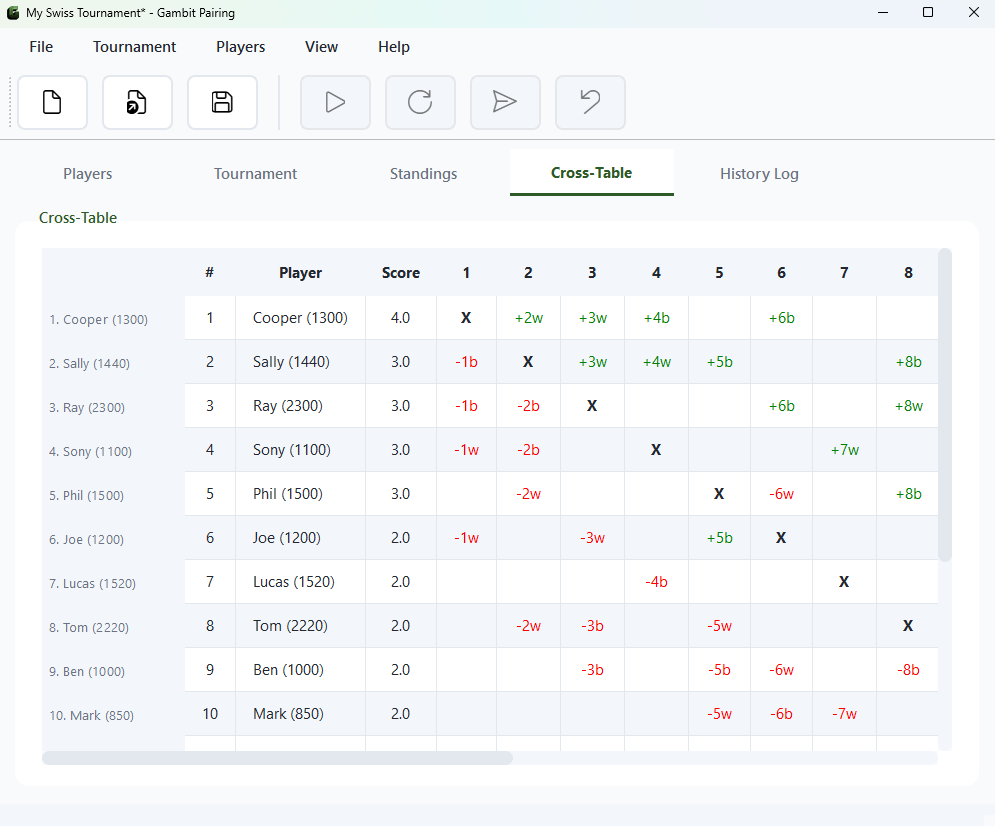 My Swiss Tournament* - Gambit Pairing
File Tournament Players View Help
Players Tournament Standings Cross-Table History Log
Cross-Table
# Player Score 1 2 3 4 5 6 7 8
1. Cooper (1300) 1 Cooper (1300) 4.0 X +2w +3w +4b +6b
2. Sally (1440) 2 Sally (1440) 3.0 -1b X +3w +4w +5b +8b
3. Ray (2300) 3 Ray (2300) 3.0 -1b -2b X +6b +8w
4. Sony (1100) 4 Sony (1100) 3.0 -1w -2b X +7w
5. Phil (1500) 5 Phil (1500) 3.0 -2w X -6w +8b
6. Joe (1200) 6 Joe (1200) 2.0 -1w -3w +5b X
7. Lucas (1520) 7 Lucas (1520) 2.0 -4b X
8. Tom (2220) 8 Tom (2220) 2.0 -2w -3b -5w X
9. Ben (1000) 9 Ben (1000) 2.0 -3b -5b -6w -8b
10. Mark (850) 10 Mark (850) 2.0 -5w -6b -7w